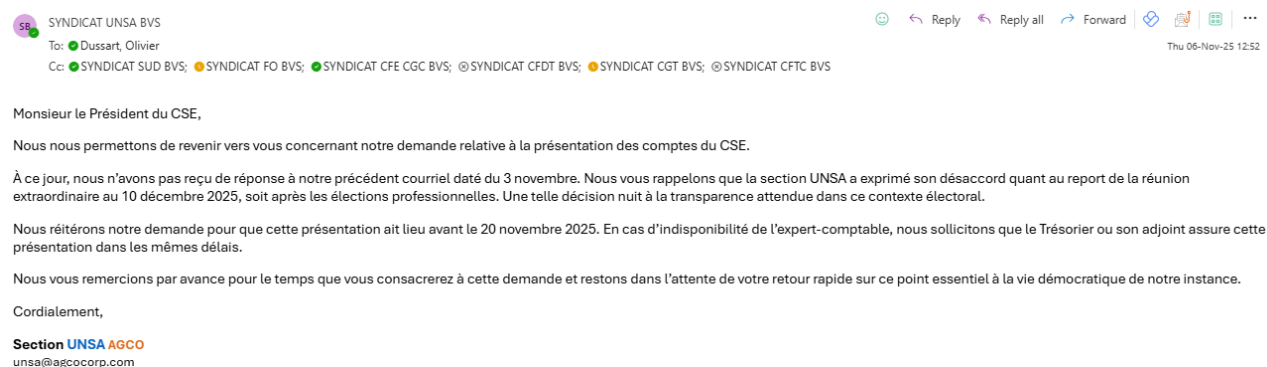 SB
SYNDICAT UNSA BVS
Reply
Reply all
Forward
To: Dussart, Olivier
Thu 06-Nov-25 12:52
Cc: SYNDICAT SUD BVS; SYNDICAT FO BVS; SYNDICAT CFE CGC BVS; SYNDICAT CFDT BVS; SYNDICAT CGT BVS; SYNDICAT CFTC BVS
Monsieur le Président du CSE,
Nous nous permettons de revenir vers vous concernant notre demande relative à la présentation des comptes du CSE.
À ce jour, nous n’avons pas reçu de réponse à notre précédent courriel daté du 3 novembre. Nous vous rappelons que la section UNSA a exprimé son désaccord quant au report de la réunion
extraordinaire au 10 décembre 2025, soit après les élections professionnelles. Une telle décision nuit à la transparence attendue dans ce contexte électoral.
Nous réitérons notre demande pour que cette présentation ait lieu avant le 20 novembre 2025. En cas d’indisponibilité de l’expert-comptable, nous sollicitons que le Trésorier ou son adjoint assure cette
présentation dans les mêmes délais.
Nous vous remercions par avance pour le temps que vous consacrerez à cette demande et restons dans l’attente de votre retour rapide sur ce point essentiel à la vie démocratique de notre instance.
Cordialement,
Section UNSA AGCO
unsa@agcocorp.com